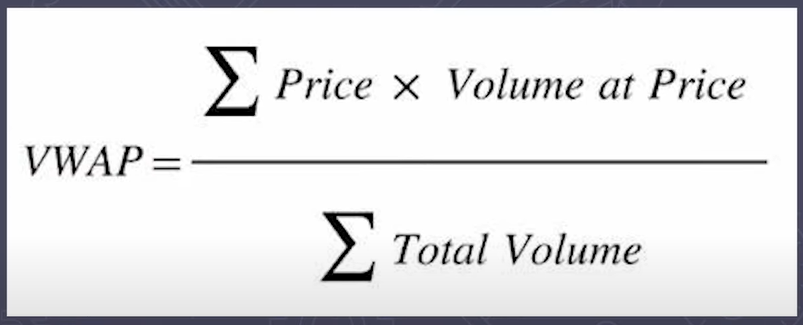 ∑ Price × Volume at Price
VWAP =
∑ Total Volume